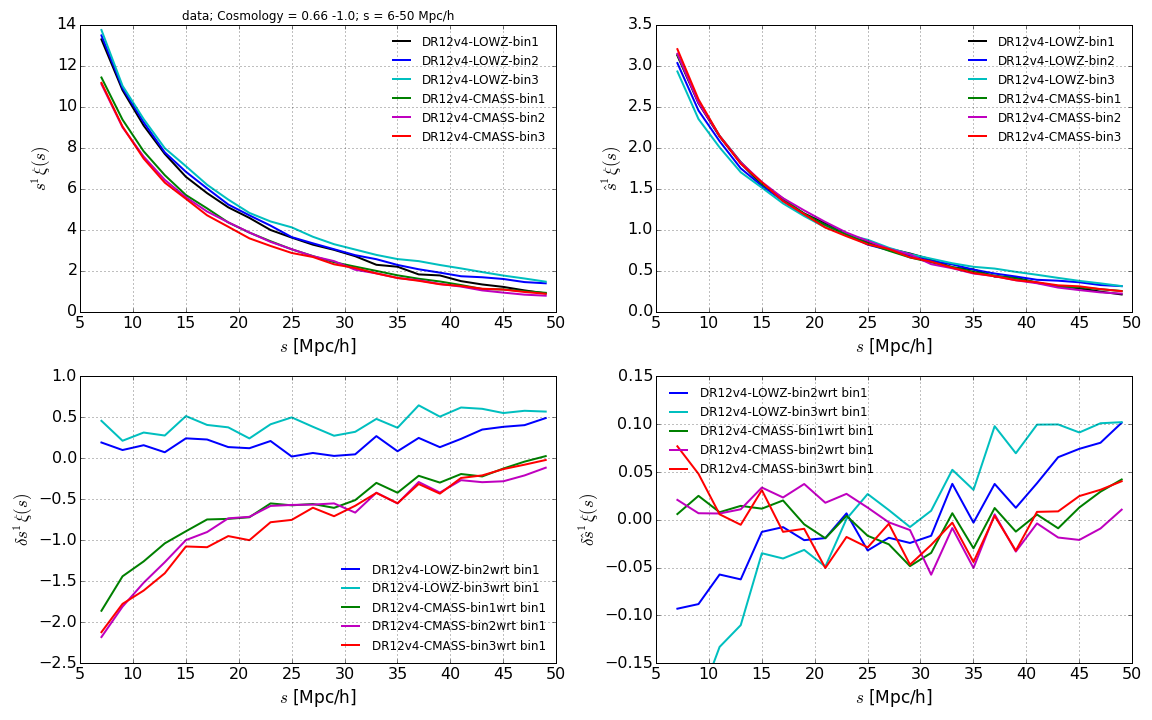 data; Cosmology = 0.66 -1.0; s = 6-50 Mpc/h
14
12
10
8
6
4
2
0
5 10 15 20 25 30 35 40 45 50
s [Mpc/h]
s¹ ξ(s)
DR12v4-LOWZ-bin1
DR12v4-LOWZ-bin2
DR12v4-LOWZ-bin3
DR12v4-CMASS-bin1
DR12v4-CMASS-bin2
DR12v4-CMASS-bin3
3.5
3.0
2.5
2.0
1.5
1.0
0.5
0.0
5 10 15 20 25 30 35 40 45 50
s [Mpc/h]
ŝ¹ ξ(s)
DR12v4-LOWZ-bin1
DR12v4-LOWZ-bin2
DR12v4-LOWZ-bin3
DR12v4-CMASS-bin1
DR12v4-CMASS-bin2
DR12v4-CMASS-bin3
1.0
0.5
0.0
−0.5
−1.0
−1.5
−2.0
−2.5
5 10 15 20 25 30 35 40 45 50
s [Mpc/h]
δs¹ ξ(s)
DR12v4-LOWZ-bin2wrt bin1
DR12v4-LOWZ-bin3wrt bin1
DR12v4-CMASS-bin1wrt bin1
DR12v4-CMASS-bin2wrt bin1
DR12v4-CMASS-bin3wrt bin1
0.15
0.10
0.05
0.00
−0.05
−0.10
−0.15
5 10 15 20 25 30 35 40 45 50
s [Mpc/h]
δŝ¹ ξ(s)
DR12v4-LOWZ-bin2wrt bin1
DR12v4-LOWZ-bin3wrt bin1
DR12v4-CMASS-bin1wrt bin1
DR12v4-CMASS-bin2wrt bin1
DR12v4-CMASS-bin3wrt bin1